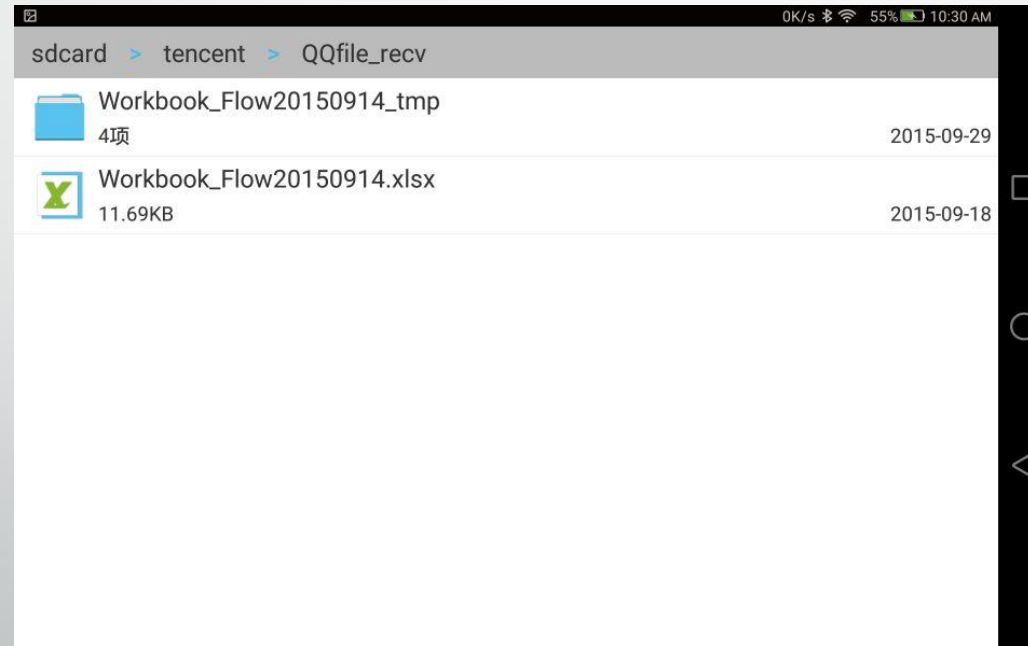 0K/s 55% 10:30 AM
sdcard > tencent > QQfile_recv
Workbook_Flow20150914_tmp
4项 2015-09-29
Workbook_Flow20150914.xlsx
11.69KB 2015-09-18